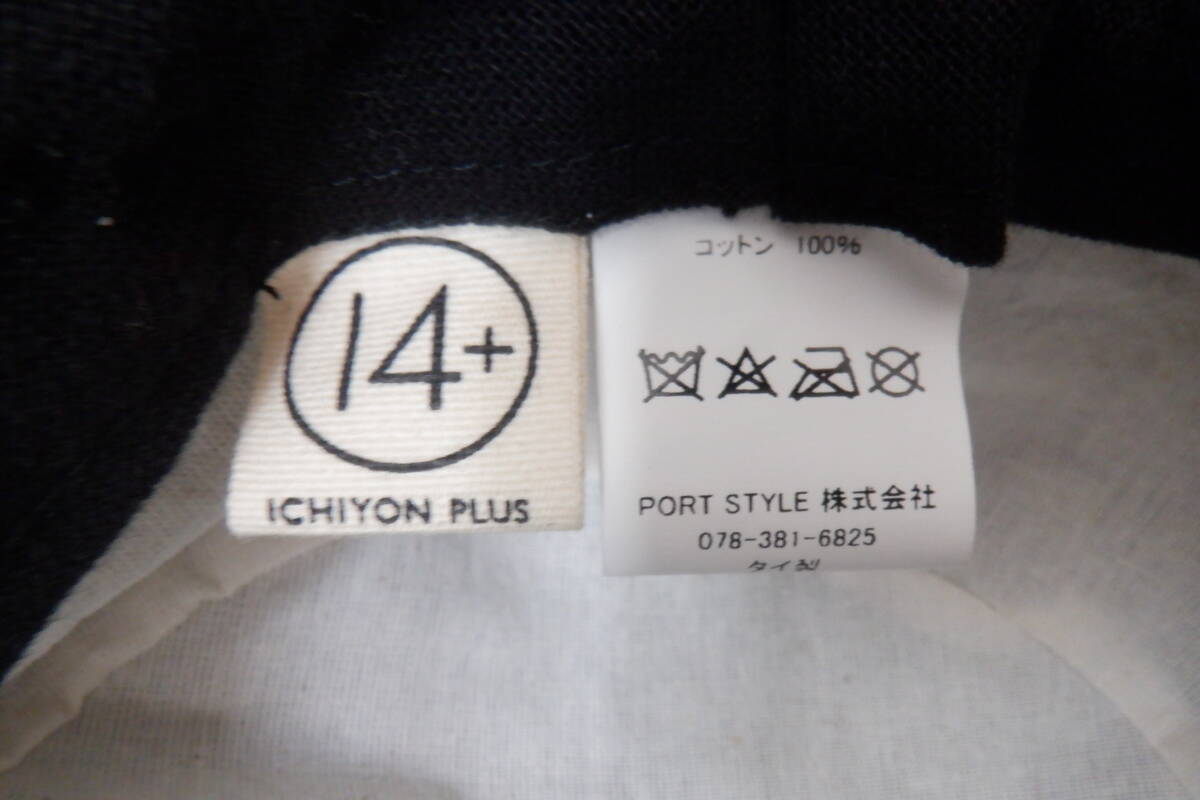 14+
ICHIYON PLUS
コットン 100%
PORT STYLE 株式会社
078-381-6825
タイ製